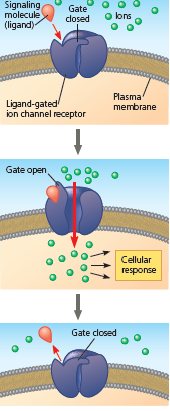 Signaling
molecule
(ligand)
Gate
closed
Ions
Ligand-gated
ion channel receptor
Plasma
membrane
Gate open
Cellular
response
Gate closed